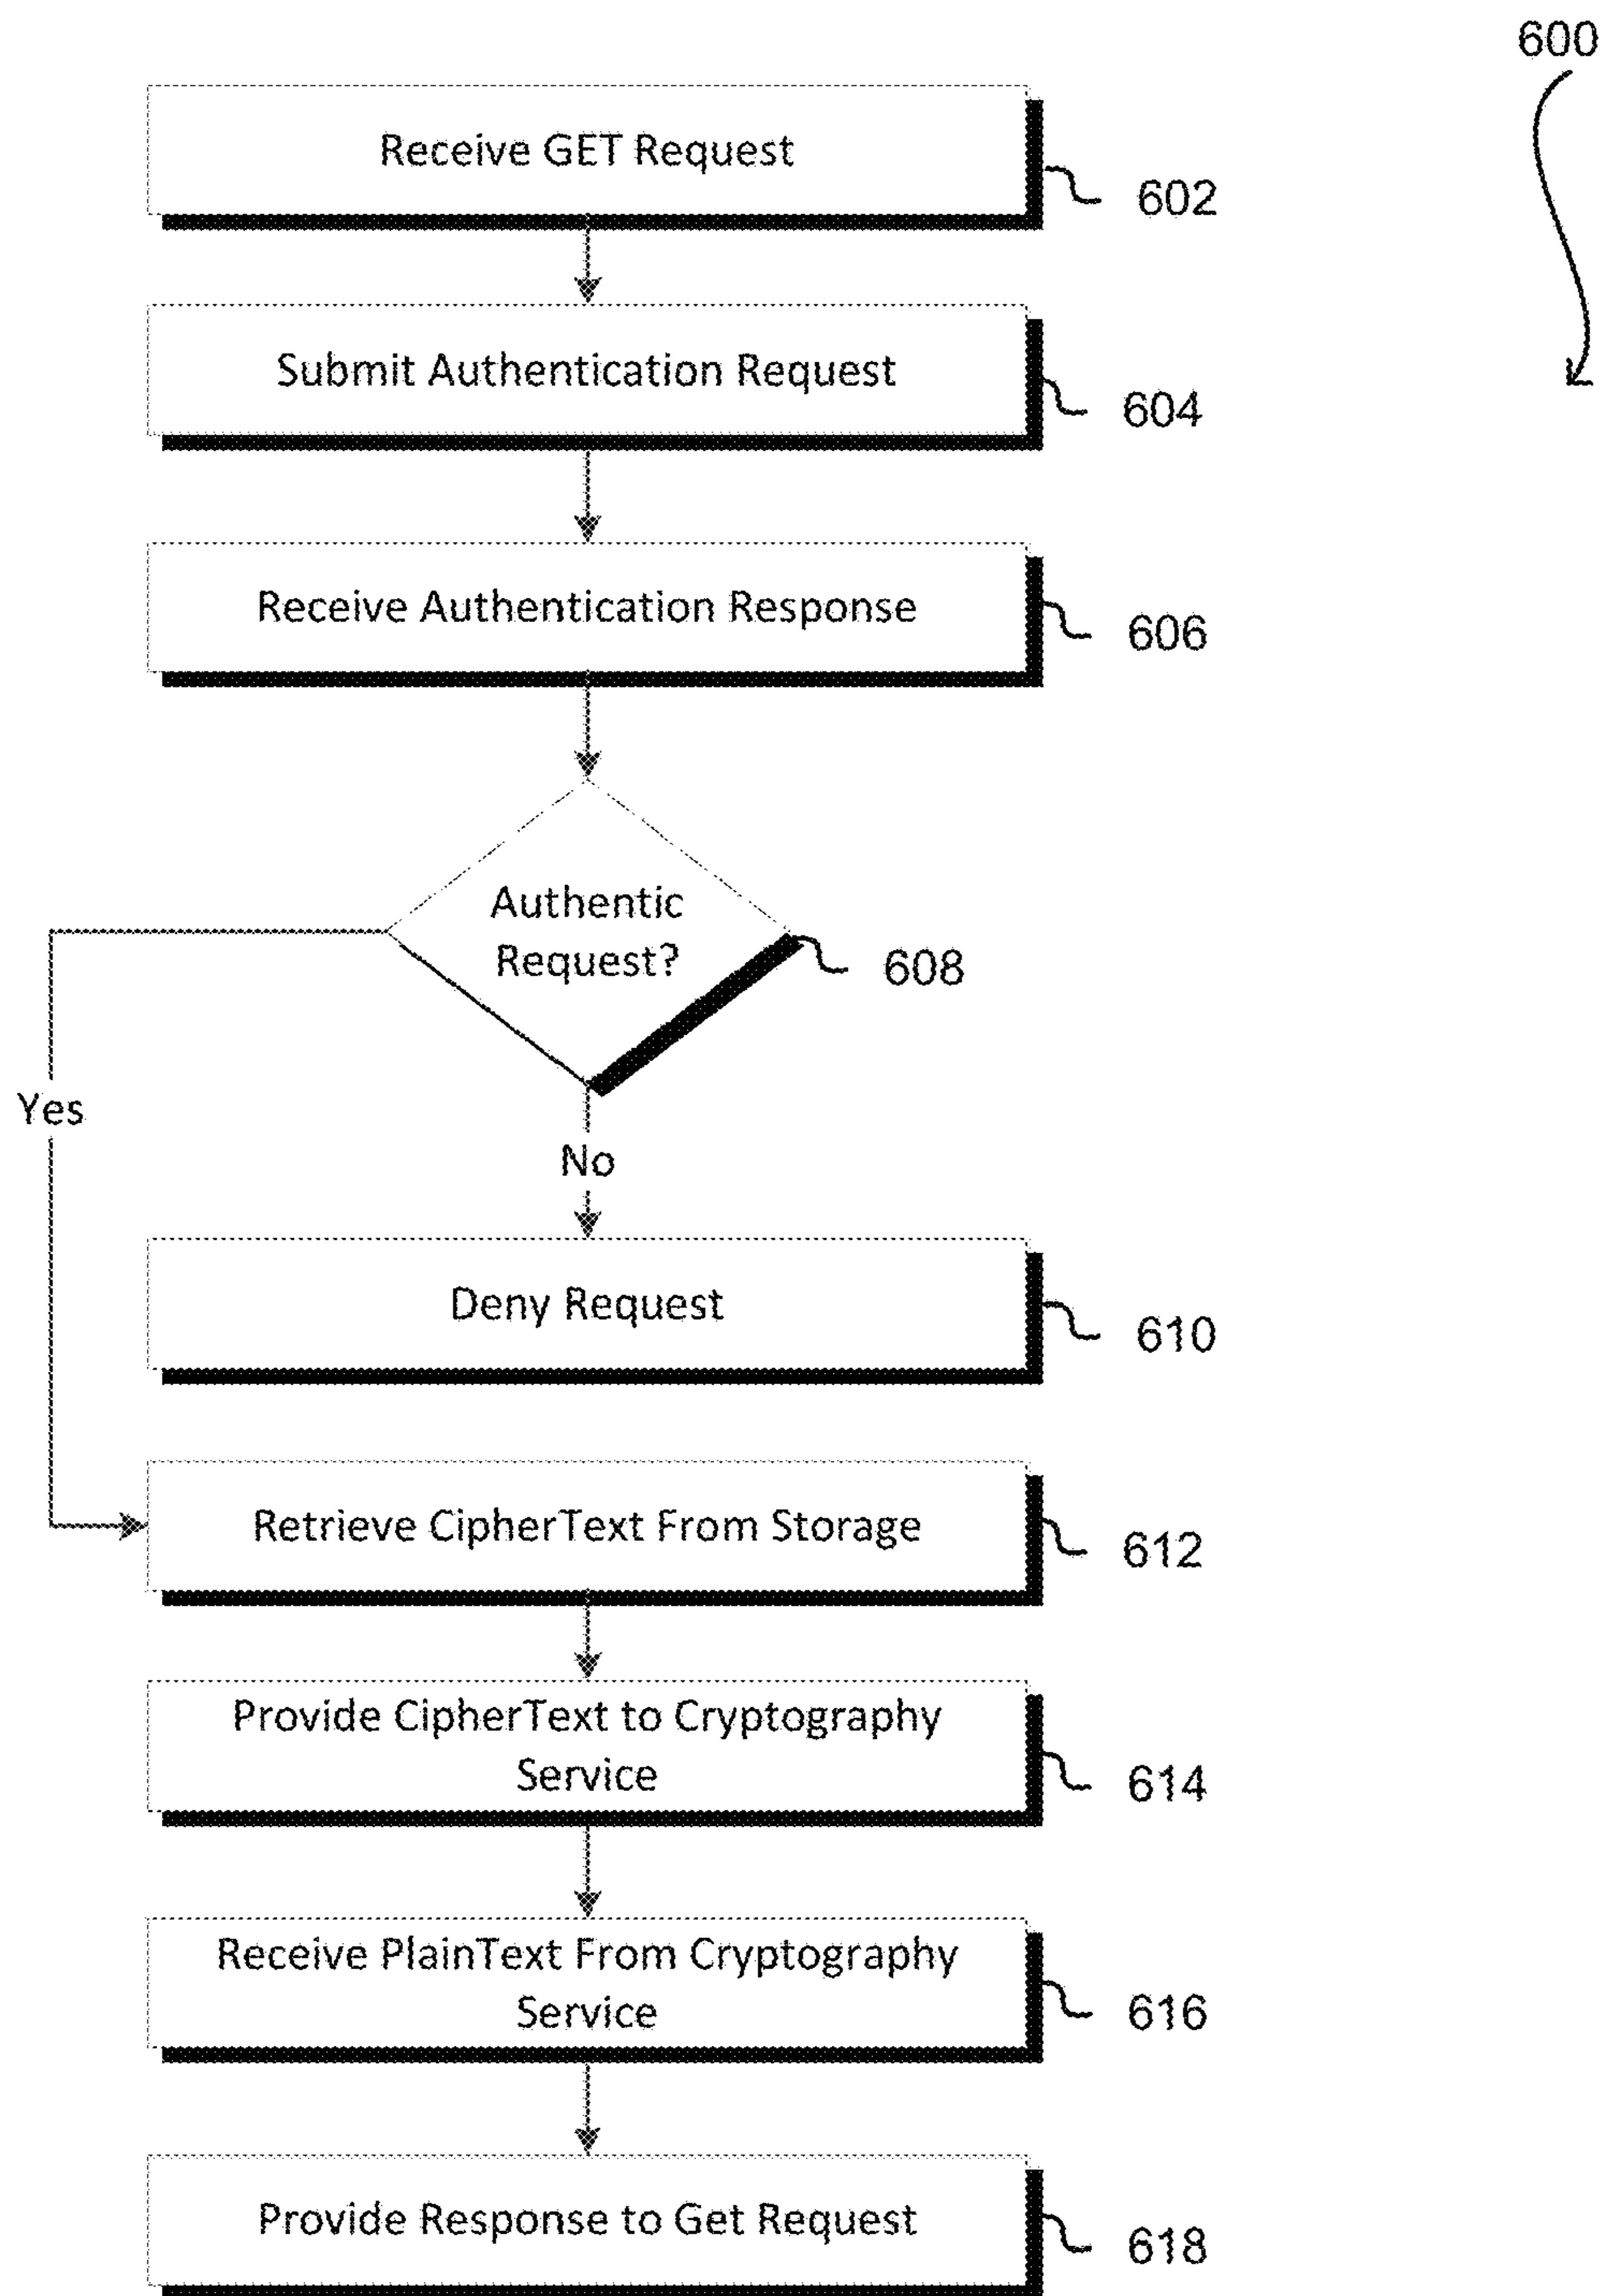 600
Receive GET Request
602
Submit Authentication Request
604
Receive Authentication Response
606
Authentic
Request?
608
Yes
No
Deny Request
610
Retrieve CipherText From Storage
612
Provide CipherText to Cryptography
Service
614
Receive PlainText From Cryptography
Service
616
Provide Response to Get Request
618